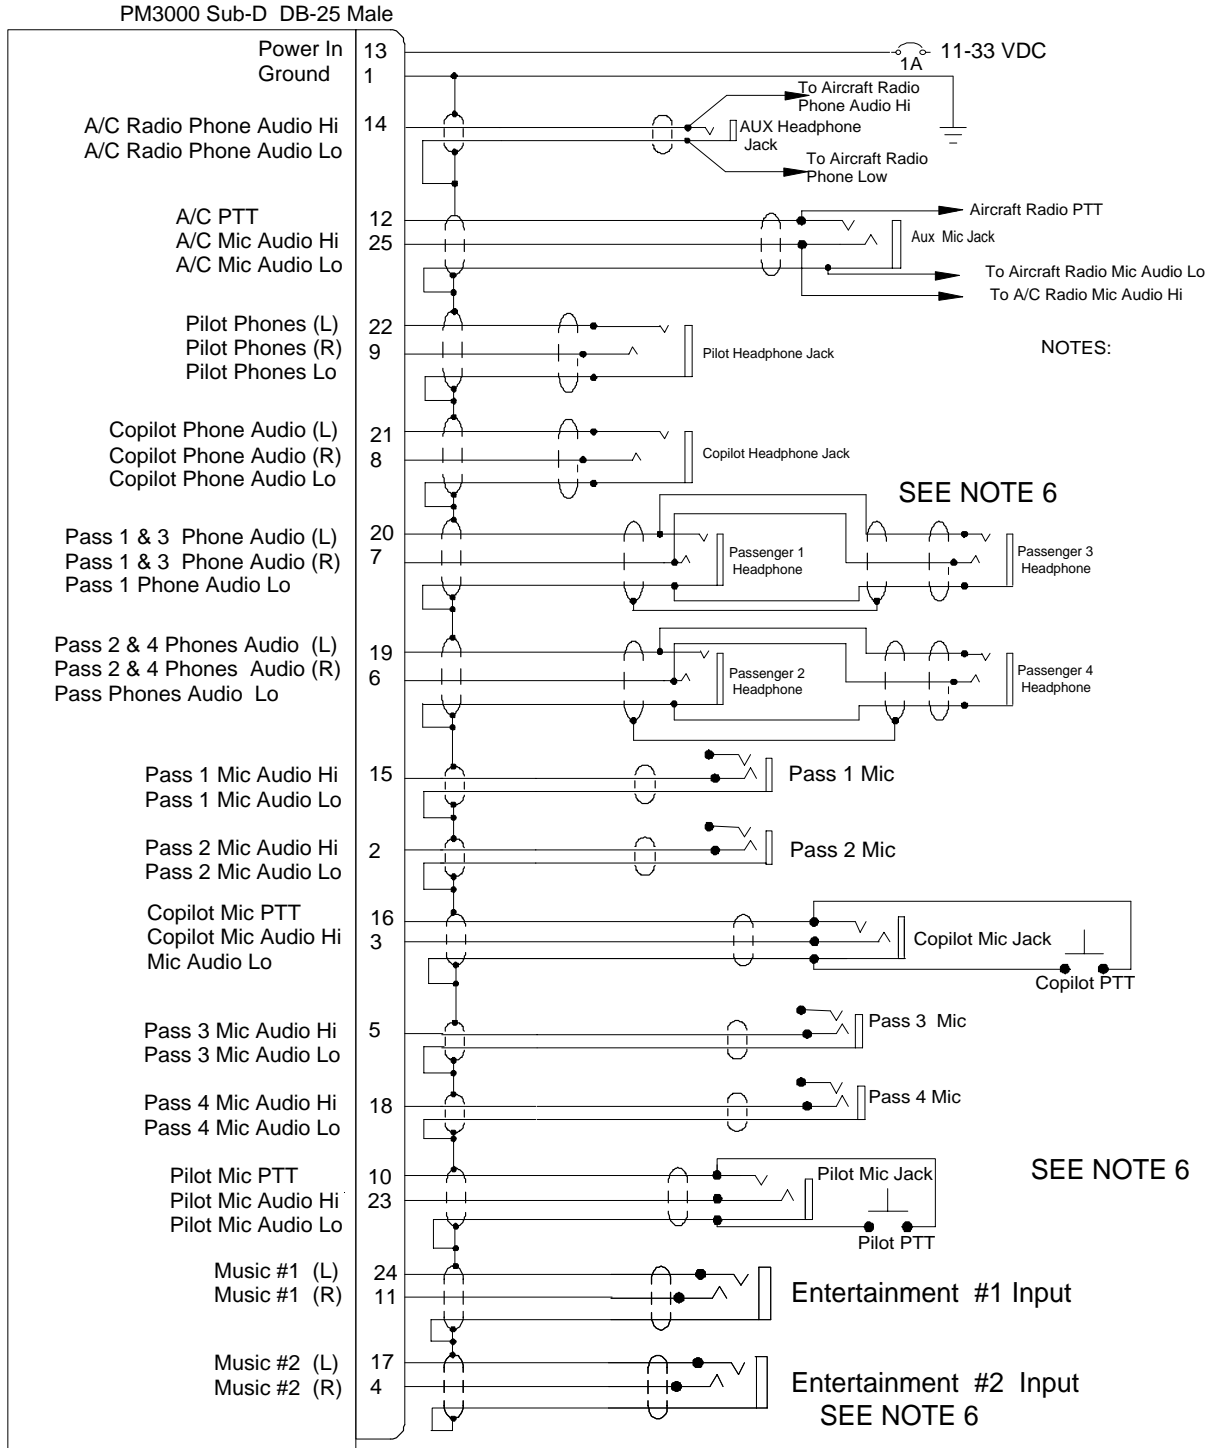 PM3000 Sub-D DB-25 Male
Power In 13 1A 11-33 VDC
Ground 1
To Aircraft Radio
Phone Audio Hi
A/C Radio Phone Audio Hi 14 AUX Headphone
Jack
A/C Radio Phone Audio Lo
To Aircraft Radio
Phone Low
A/C PTT 12 Aircraft Radio PTT
A/C Mic Audio Hi 25 Aux Mic Jack
A/C Mic Audio Lo
To Aircraft Radio Mic Audio Lo
To A/C Radio Mic Audio Hi
Pilot Phones (L) 22
Pilot Phones (R) 9 Pilot Headphone Jack
Pilot Phones Lo
NOTES:
Copilot Phone Audio (L) 21
Copilot Phone Audio (R) 8 Copilot Headphone Jack
Copilot Phone Audio Lo
SEE NOTE 6
Pass 1 & 3 Phone Audio (L) 20
Pass 1 & 3 Phone Audio (R) 7
Pass 1 Phone Audio Lo
Passenger 1
Headphone
Passenger 3
Headphone
Pass 2 & 4 Phones Audio (L) 19
Pass 2 & 4 Phones Audio (R) 6
Pass Phones Audio Lo
Passenger 2
Headphone
Passenger 4
Headphone
Pass 1 Mic Audio Hi 15 Pass 1 Mic
Pass 1 Mic Audio Lo
Pass 2 Mic Audio Hi 2 Pass 2 Mic
Pass 2 Mic Audio Lo
Copilot Mic PTT 16
Copilot Mic Audio Hi 3 Copilot Mic Jack
Mic Audio Lo
Copilot PTT
Pass 3 Mic Audio Hi 5 Pass 3 Mic
Pass 3 Mic Audio Lo
Pass 4 Mic Audio Hi 18 Pass 4 Mic
Pass 4 Mic Audio Lo
Pilot Mic PTT 10 Pilot Mic Jack
SEE NOTE 6
Pilot Mic Audio Hi 23
Pilot Mic Audio Lo
Pilot PTT
Music #1 (L) 24
Music #1 (R) 11 Entertainment #1 Input
Music #2 (L) 17
Music #2 (R) 4 Entertainment #2 Input
SEE NOTE 6